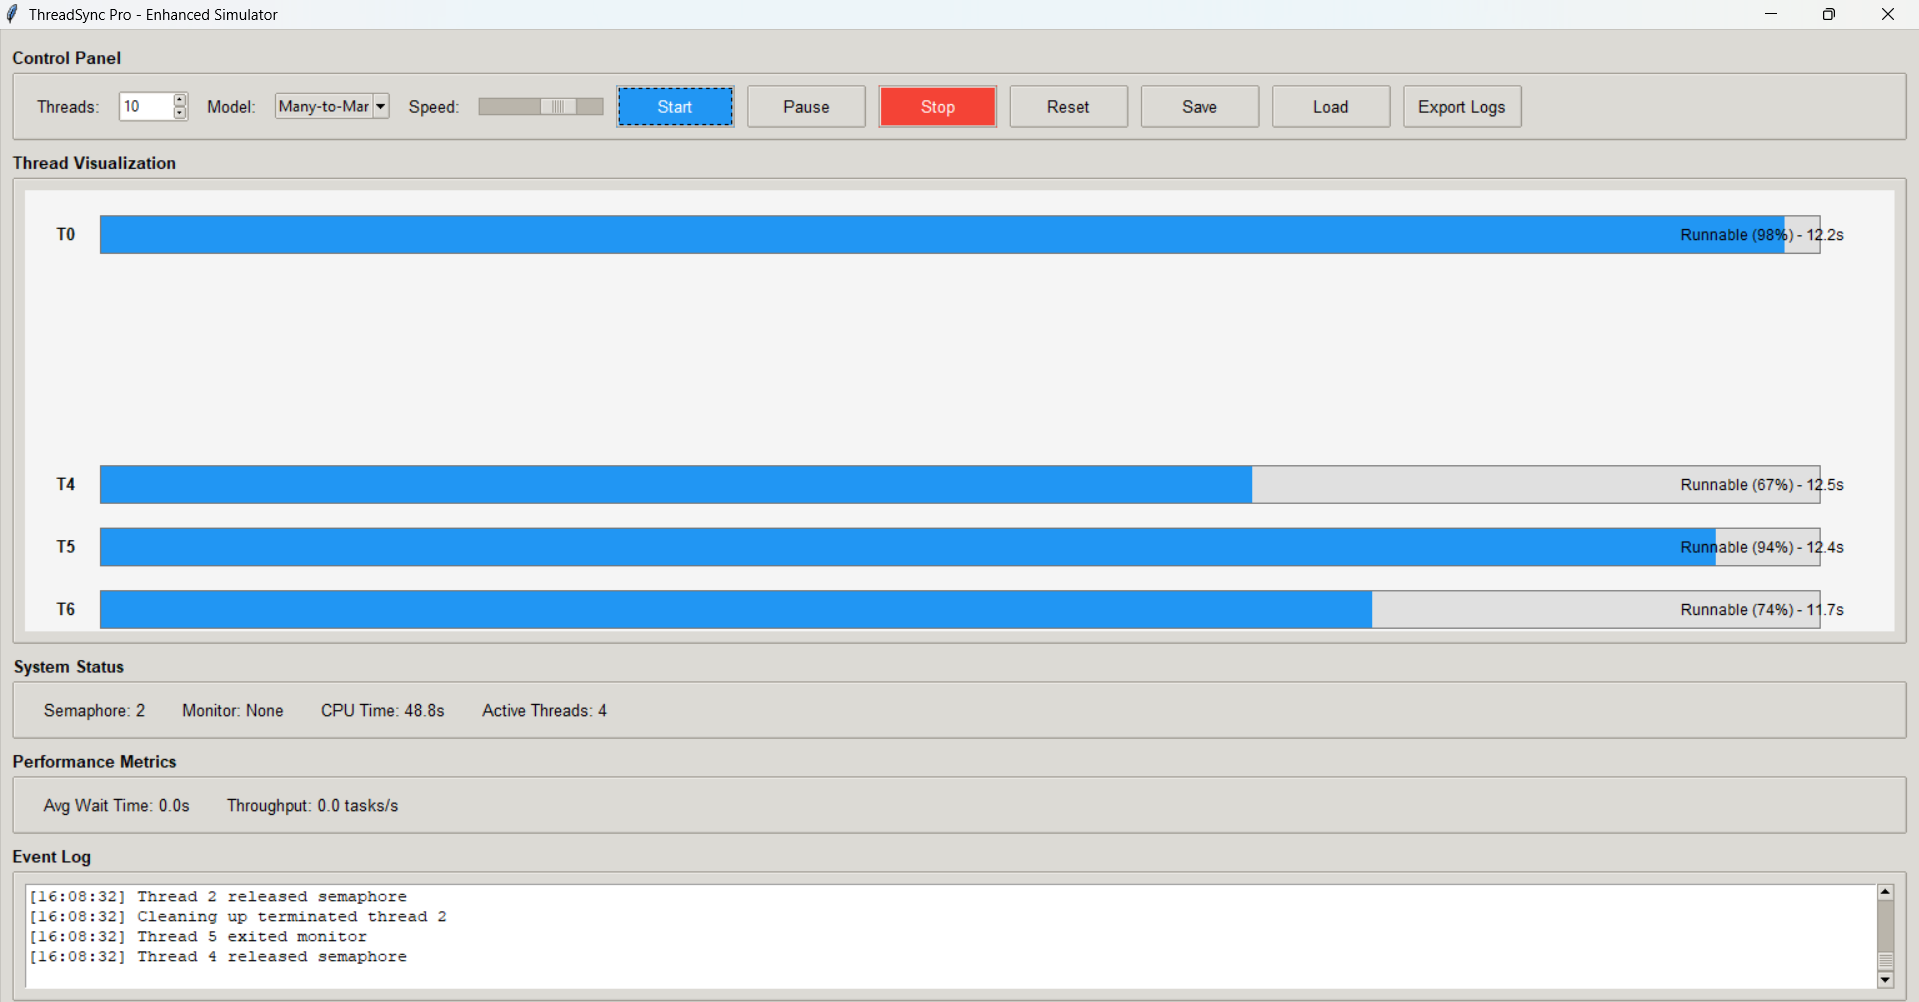 ThreadSync Pro - Enhanced Simulator
Control Panel
Threads: 10 Model: Many-to-Mar Speed: Start Pause Stop Reset Save Load Export Logs
Thread Visualization
T0 Runnable (98%) - 12.2s
T4 Runnable (67%) - 12.5s
T5 Runnable (94%) - 12.4s
T6 Runnable (74%) - 11.7s
System Status
Semaphore: 2 Monitor: None CPU Time: 48.8s Active Threads: 4
Performance Metrics
Avg Wait Time: 0.0s Throughput: 0.0 tasks/s
Event Log
[16:08:32] Thread 2 released semaphore
[16:08:32] Cleaning up terminated thread 2
[16:08:32] Thread 5 exited monitor
[16:08:32] Thread 4 released semaphore